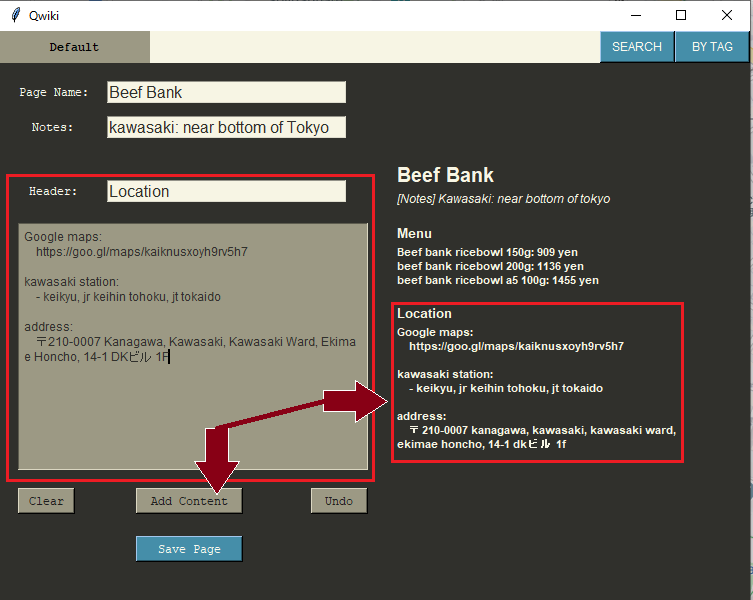 Qwiki
Default
SEARCH
BY TAG
Page Name:
Beef Bank
Notes:
kawasaki: near bottom of Tokyo
Header:
Location
Google maps:
https://goo.gl/maps/kaiknusxoyh9rv5h7
kawasaki station:
- keikyu, jr keihin tohoku, jt tokaido
address:
〒210-0007 Kanagawa, Kawasaki, Kawasaki Ward, Ekima
e Honcho, 14-1 DKビル 1F
Clear
Add Content
Undo
Save Page
Beef Bank
[Notes] Kawasaki: near bottom of tokyo
Menu
Beef bank ricebowl 150g: 909 yen
beef bank ricebowl 200g: 1136 yen
beef bank ricebowl a5 100g: 1455 yen
Location
Google maps:
https://goo.gl/maps/kaiknusxoyh9rv5h7
kawasaki station:
- keikyu, jr keihin tohoku, jt tokaido
address:
〒 210-0007 kanagawa, kawasaki, kawasaki ward,
ekimae honcho, 14-1 dkビル 1f